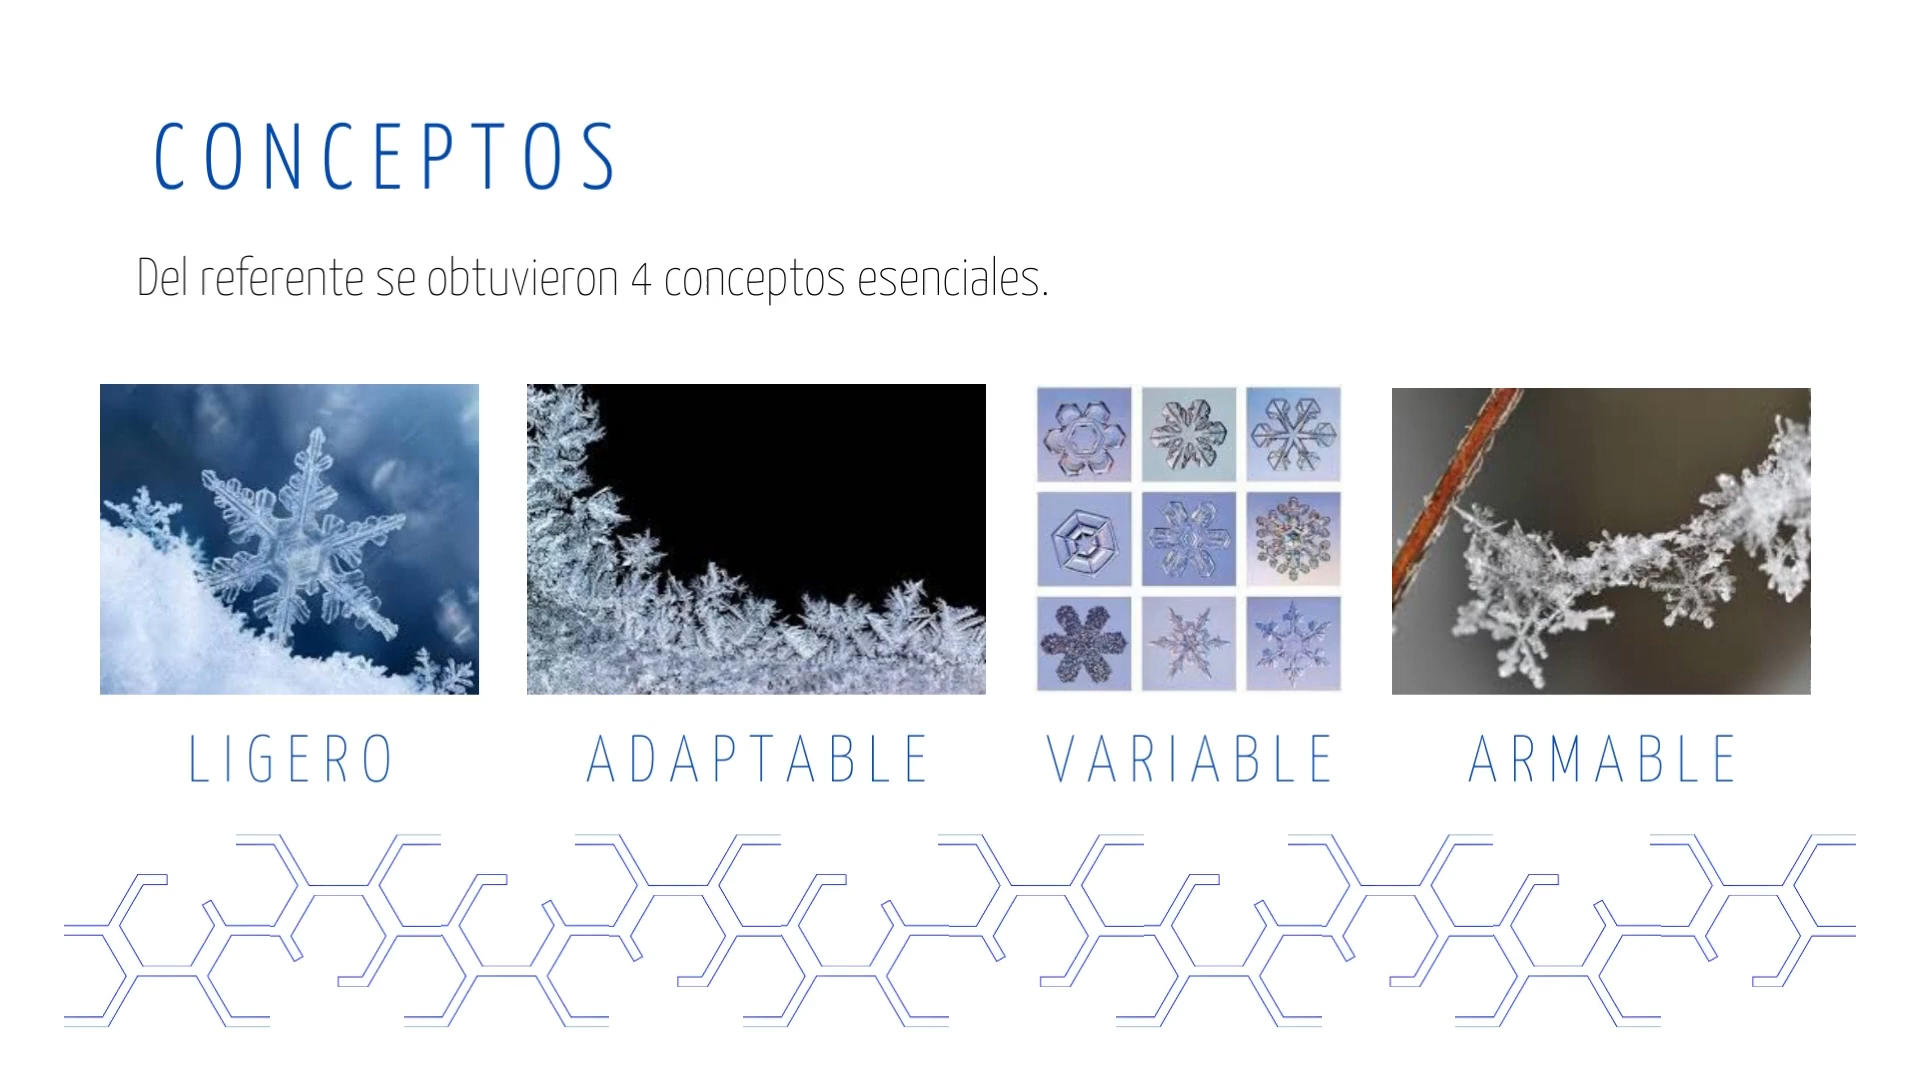 CONCEPTOS
Del referente se obtuvieron 4 conceptos esenciales.
LIGERO
ADAPTABLE
VARIABLE
ARMABLE